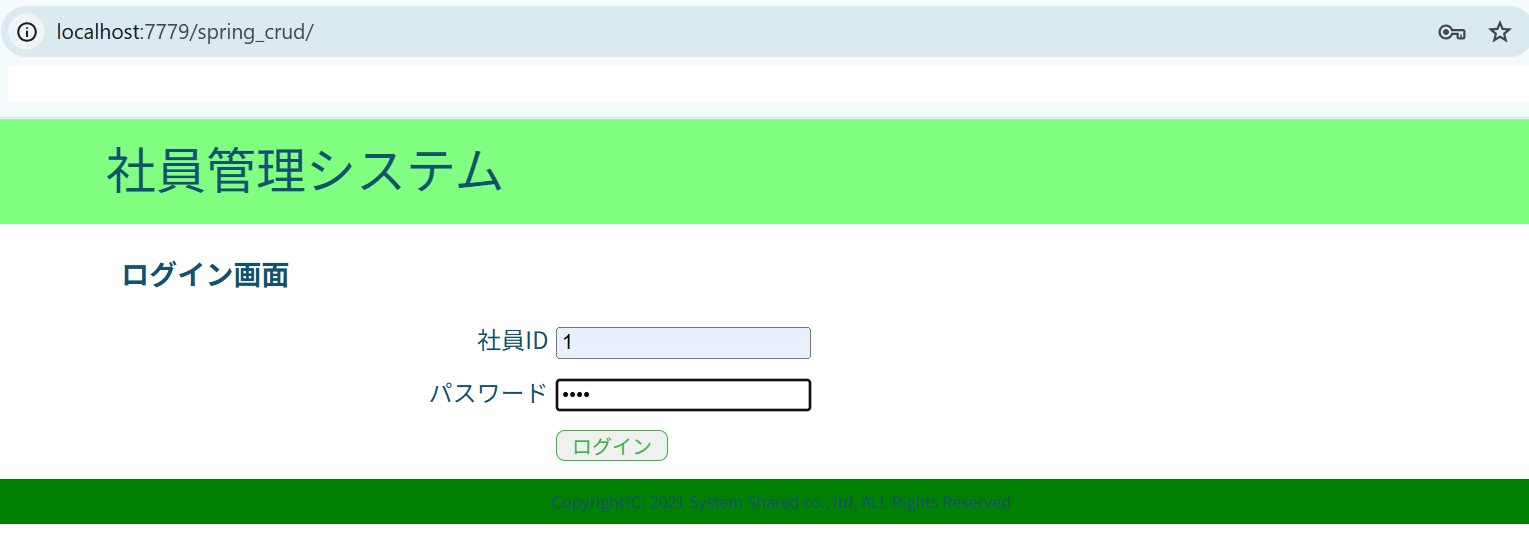 localhost:7779/spring_crud/
社員管理システム
ログイン画面
社員ID 1
パスワード ••••
ログイン
Copyright(C) 2021 System Shared co., ltd, ALL Rights Reserved